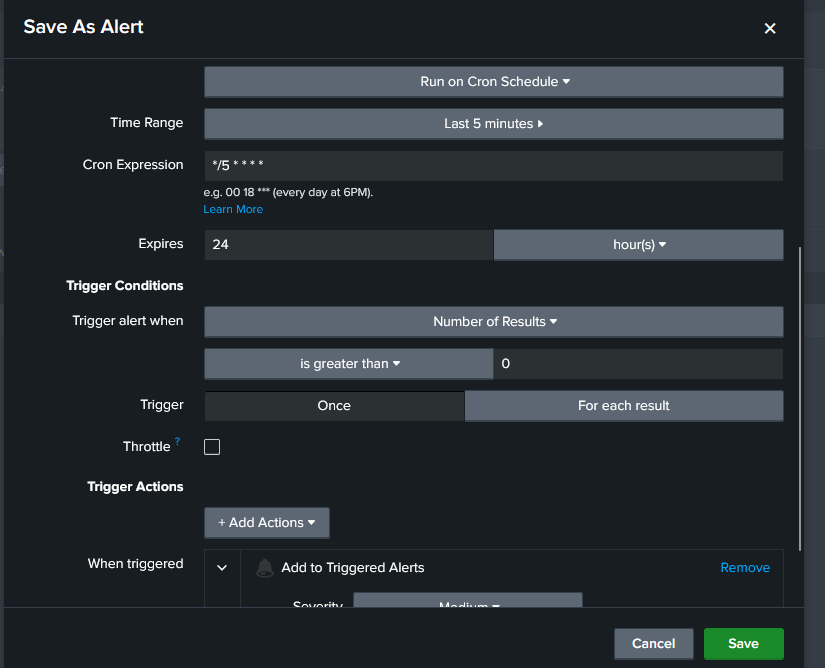 Save As Alert
Run on Cron Schedule
Time Range Last 5 minutes
Cron Expression */5 * * * *
e.g. 00 18 *** (every day at 6PM).
Learn More
Expires 24 hour(s)
Trigger Conditions
Trigger alert when Number of Results
is greater than 0
Trigger Once For each result
Throttle ?
Trigger Actions
+ Add Actions
When triggered Add to Triggered Alerts Remove
Severity Medium
Cancel Save